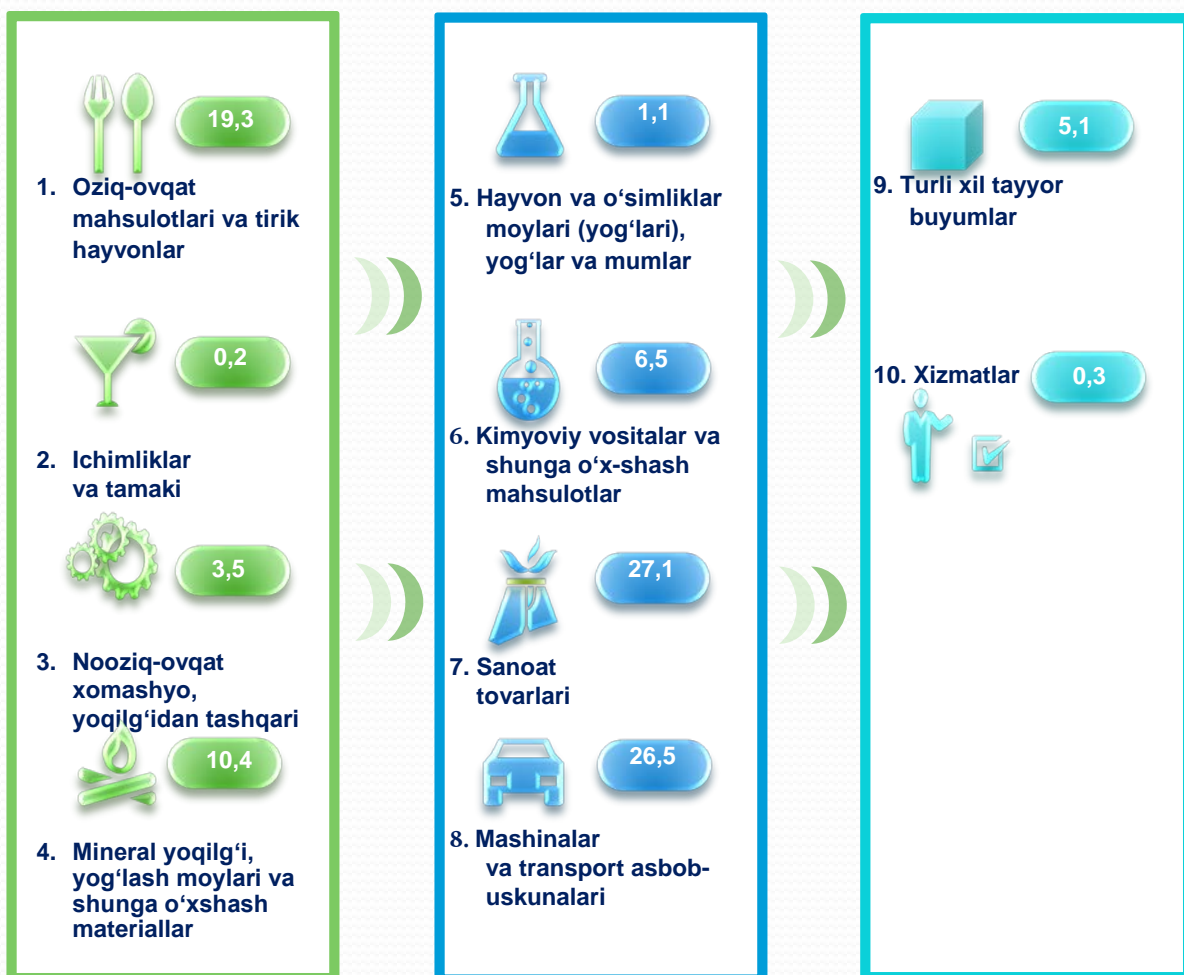 19,3
1. Oziq-ovqat
mahsulotlari va tirik
hayvonlar
0,2
2. Ichimliklar
va tamaki
3,5
3. Nooziq-ovqat
xomashyo,
yoqilg‘idan tashqari
10,4
4. Mineral yoqilg‘i,
yog‘lash moylari va
shunga o‘xshash
materiallar
1,1
5. Hayvon va o‘simliklar
moylari (yog‘lari),
yog‘lar va mumlar
6,5
6. Kimyoviy vositalar va
shunga o‘x-shash
mahsulotlar
27,1
7. Sanoat
tovarlari
26,5
8. Mashinalar
va transport asbob-
uskunalari
5,1
9. Turli xil tayyor
buyumlar
10. Xizmatlar 0,3